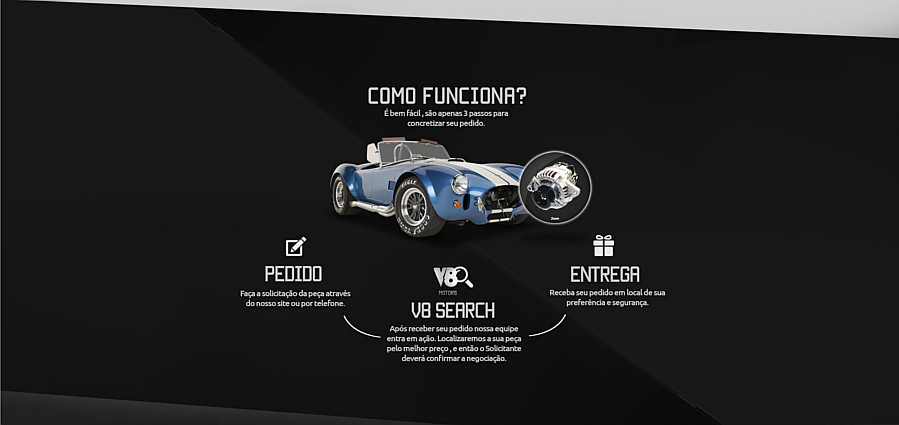 COMO FUNCIONA?
É bem fácil , são apenas 3 passos para
concretizar seu pedido.
PEDIDO
Faça a solicitação da peça através
do nosso site ou por telefone.
V8
MOTORS
V8 SEARCH
Após receber seu pedido nossa equipe
entra em ação. Localizaremos a sua peça
pelo melhor preço , e então o Solicitante
deverá confirmar a negociação.
ENTREGA
Receba seu pedido em local de sua
preferência e segurança.